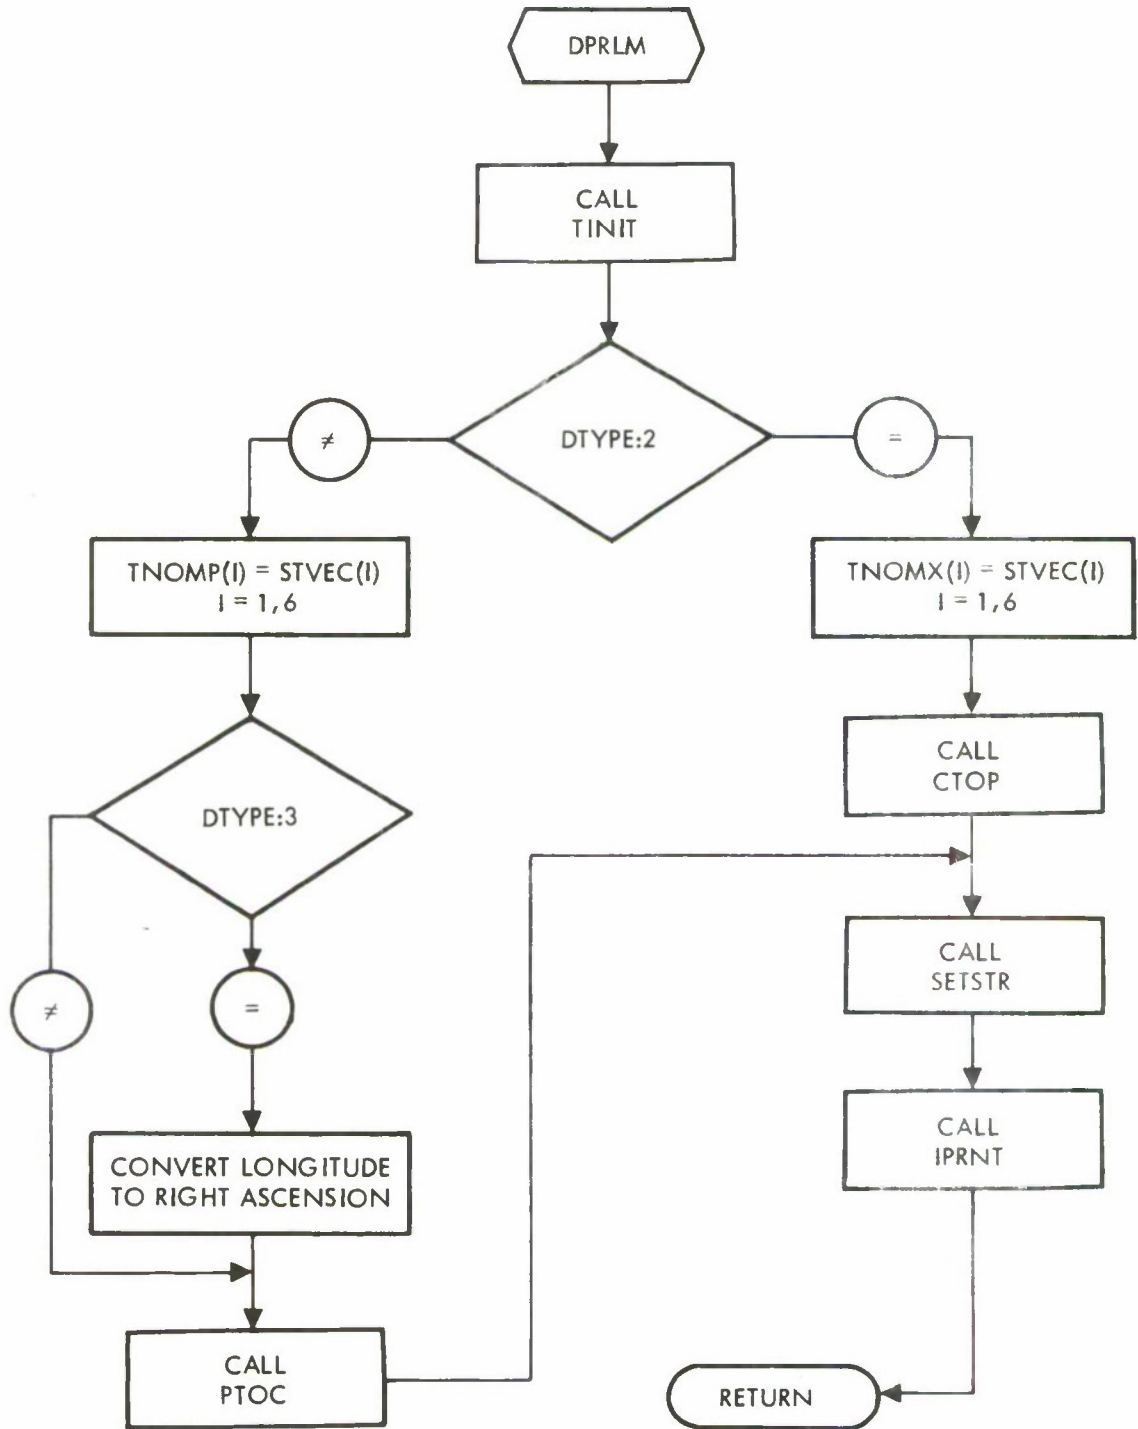 DPRLM
CALL
TINIT
DTYPE:2
≠
=
TNOMP(I) = STVEC(I)
I = 1,6
TNOMX(I) = STVEC(I)
I = 1,6
CALL
CTOP
DTYPE:3
≠
=
CALL
SETSTR
CALL
IPRNT
CONVERT LONGITUDE
TO RIGHT ASCENSION
CALL
PTOC
RETURN